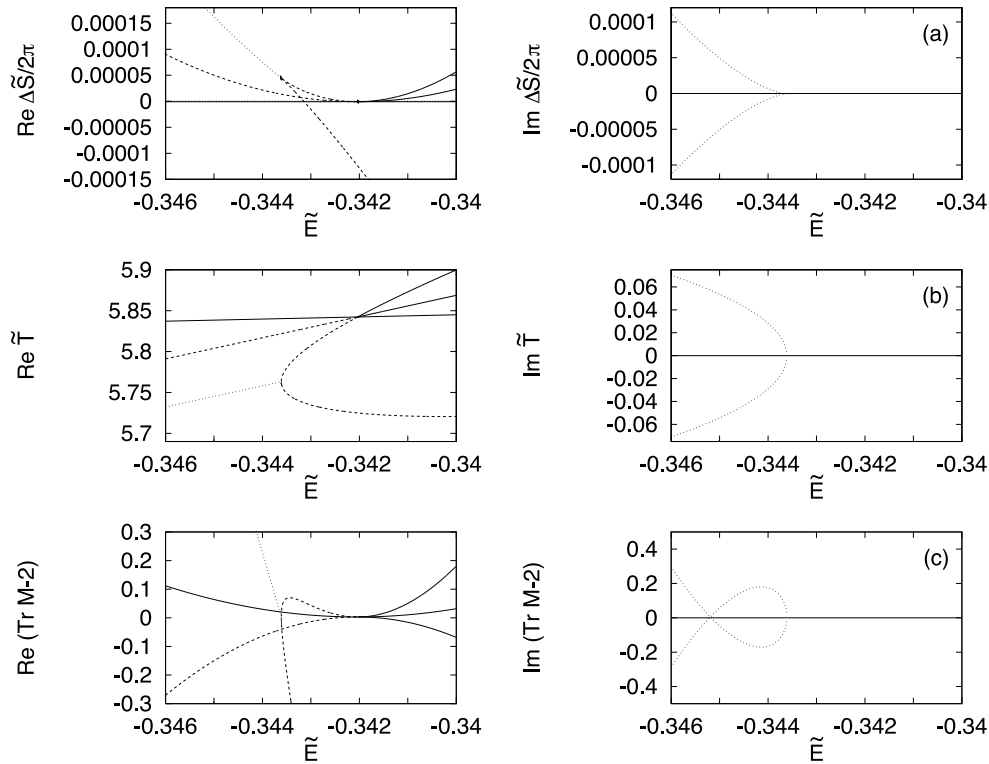 0.00015
0.0001
0.00005
0
-0.00005
-0.0001
-0.00015
Re ΔS̃/2π
-0.346 -0.344 -0.342 -0.34
Ẽ
(a)
0.0001
0.00005
0
-0.00005
-0.0001
Im ΔS̃/2π
-0.346 -0.344 -0.342 -0.34
Ẽ
5.9
5.85
5.8
5.75
5.7
Re T̃
-0.346 -0.344 -0.342 -0.34
Ẽ
(b)
0.06
0.04
0.02
0
-0.02
-0.04
-0.06
Im T̃
-0.346 -0.344 -0.342 -0.34
Ẽ
0.3
0.2
0.1
0
-0.1
-0.2
-0.3
Re (Tr M-2)
-0.346 -0.344 -0.342 -0.34
Ẽ
(c)
0.4
0.2
0
-0.2
-0.4
Im (Tr M-2)
-0.346 -0.344 -0.342 -0.34
Ẽ